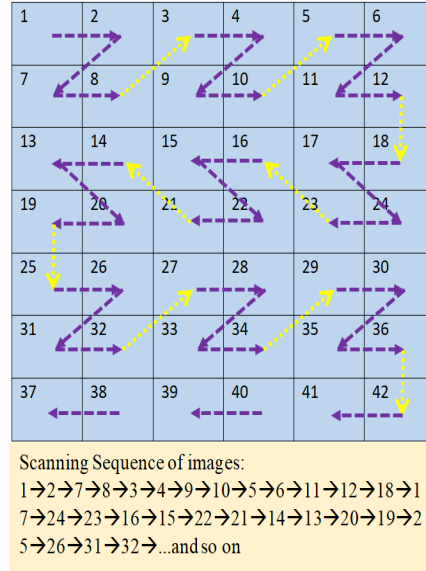 1 2 3 4 5 6
7 8 9 10 11 12
13 14 15 16 17 18
19 20 21 22 23 24
25 26 27 28 29 30
31 32 33 34 35 36
37 38 39 40 41 42
Scanning Sequence of images:
1→2→7→8→3→4→9→10→5→6→11→12→18→1
7→24→23→16→15→22→21→14→13→20→19→2
5→26→31→32→...and so on